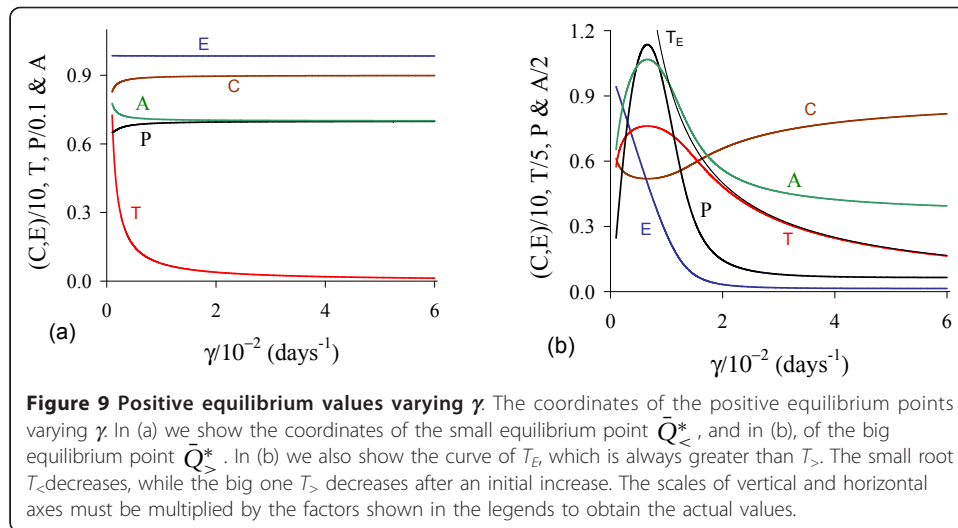 (C,E)/10, T, P/0.1 & A
0.9
0.6
0.3
0.0
E
C
A
P
T
0 2 4 6
(a)
γ/10⁻² (days⁻¹)
(C,E)/10, T/5, P & A/2
1.2
0.9
0.6
0.3
0.0
T_E
C
A
P
E
T
0 2 4 6
(b)
γ/10⁻² (days⁻¹)
Figure 9 Positive equilibrium values varying γ. The coordinates of the positive equilibrium points
varying γ. In (a) we show the coordinates of the small equilibrium point Q̄*_<, and in (b), of the big
equilibrium point Q̄*_>. In (b) we also show the curve of T_E, which is always greater than T_>. The small root
T_<decreases, while the big one T_> decreases after an initial increase. The scales of vertical and horizontal
axes must be multiplied by the factors shown in the legends to obtain the actual values.